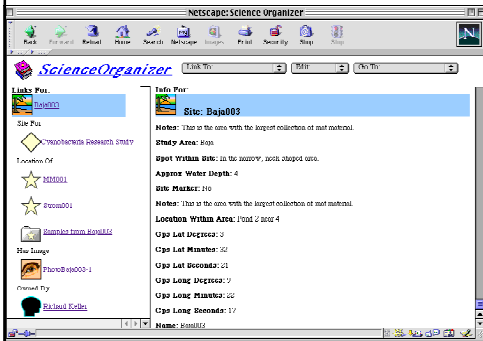 Netscape: Science Organizer
Back Forward Reload Home Search Netscape Images Print Security Shop Stop
ScienceOrganizer
Link To: Edit: Go To:
Links For:
Baja003
Site For
Cyanobacteria Research Study
Location Of
MM001
Strom001
Samples from Baja003
Has Image
PhotoBaja003-1
Owned By
Richard Keller
Info For:
Site: Baja003
Notes: This is the area with the largest collection of mat material.
Study Area: Baja
Spot Within Site: In the narrow, neck shaped area.
Approx Water Depth: 4
Site Marker: No
Notes: This is the area with the largest collection of mat material.
Location Within Area: Pond 2 near 4
Gps Lat Degrees: 3
Gps Lat Minutes: 32
Gps Lat Seconds: 21
Gps Long Degrees: 9
Gps Long Minutes: 22
Gps Long Seconds: 17
Name: Baja003